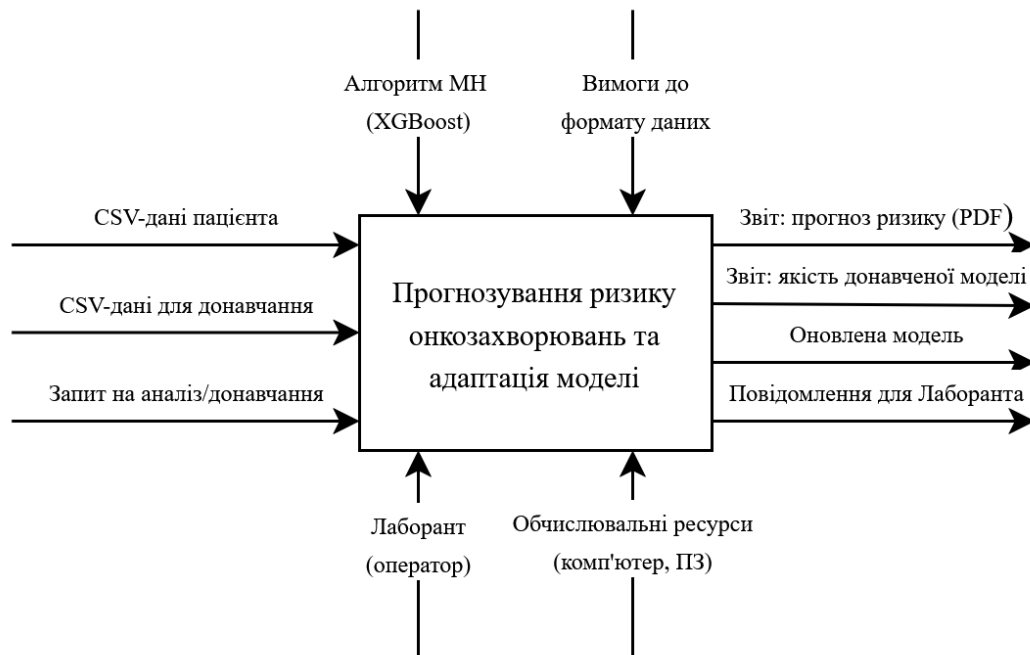 Алгоритм МН
(XGBoost)
Вимоги до
формату даних
CSV-дані пацієнта
CSV-дані для донавчання
Запит на аналіз/донавчання
Прогнозування ризику
онкозахворювань та
адаптація моделі
Звіт: прогноз ризику (PDF)
Звіт: якість донавченої моделі
Оновлена модель
Повідомлення для Лаборанта
Лаборант
(оператор)
Обчислювальні ресурси
(комп'ютер, ПЗ)